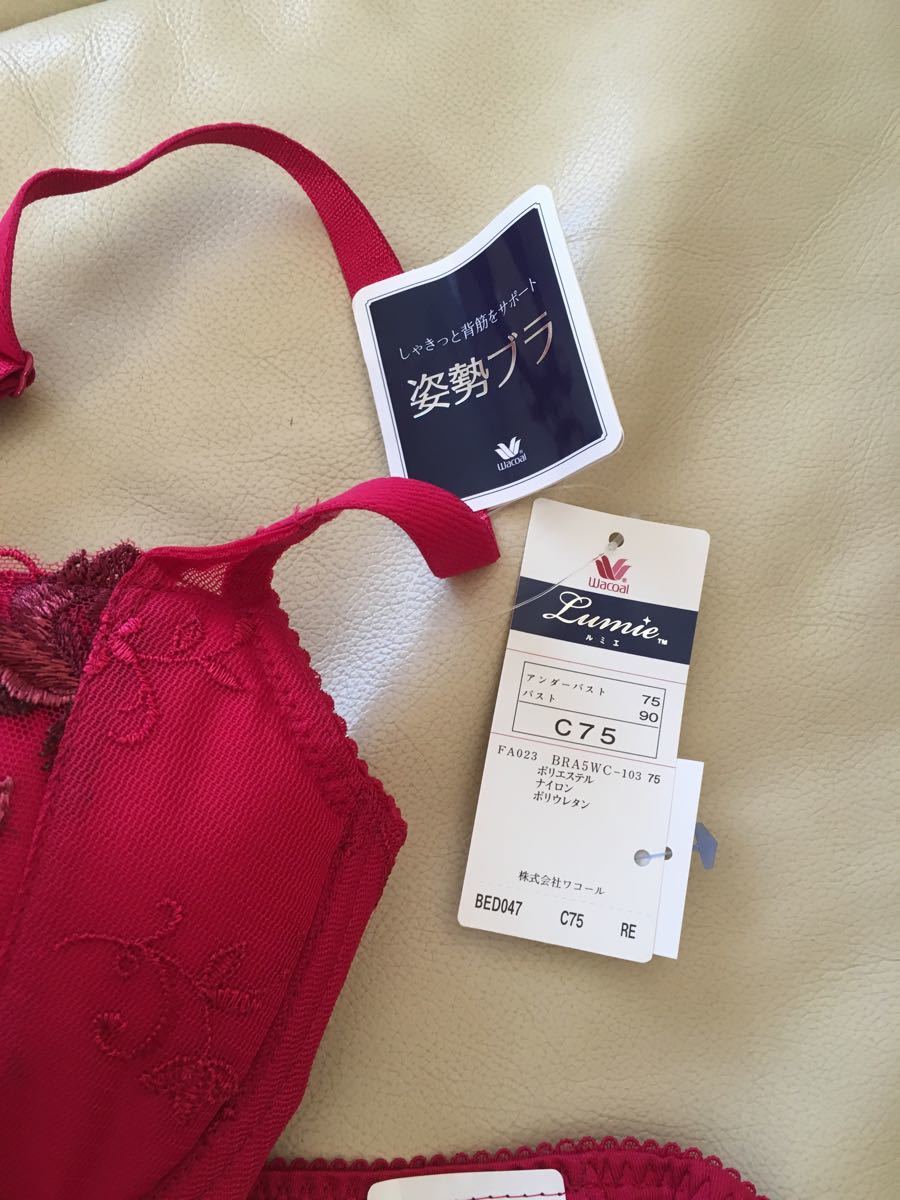 しゃきっと背筋をサポート
姿勢ブラ
Wacoal
Wacoal
Lumie™
ルミエ
アンダーバスト 75
バスト 90
C75
FA023 BRA5WC-103 75
ポリエステル
ナイロン
ポリウレタン
株式会社ワコール
BED047 C75 RE